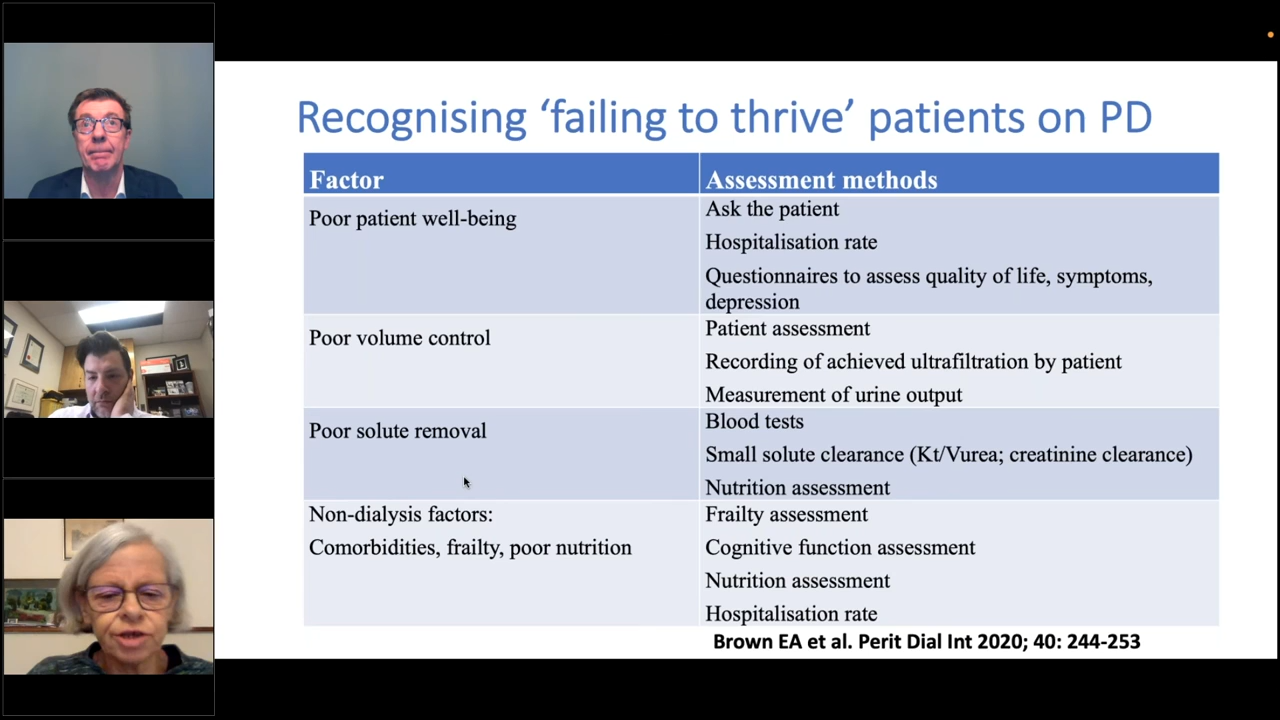 Recognising ‘failing to thrive’ patients on PD
Factor
Assessment methods
Poor patient well-being
Ask the patient
Hospitalisation rate
Questionnaires to assess quality of life, symptoms,
depression
Poor volume control
Patient assessment
Recording of achieved ultrafiltration by patient
Measurement of urine output
Poor solute removal
Blood tests
Small solute clearance (Kt/Vurea; creatinine clearance)
Nutrition assessment
Non-dialysis factors:
Comorbidities, frailty, poor nutrition
Frailty assessment
Cognitive function assessment
Nutrition assessment
Hospitalisation rate
Brown EA et al. Perit Dial Int 2020; 40: 244-253